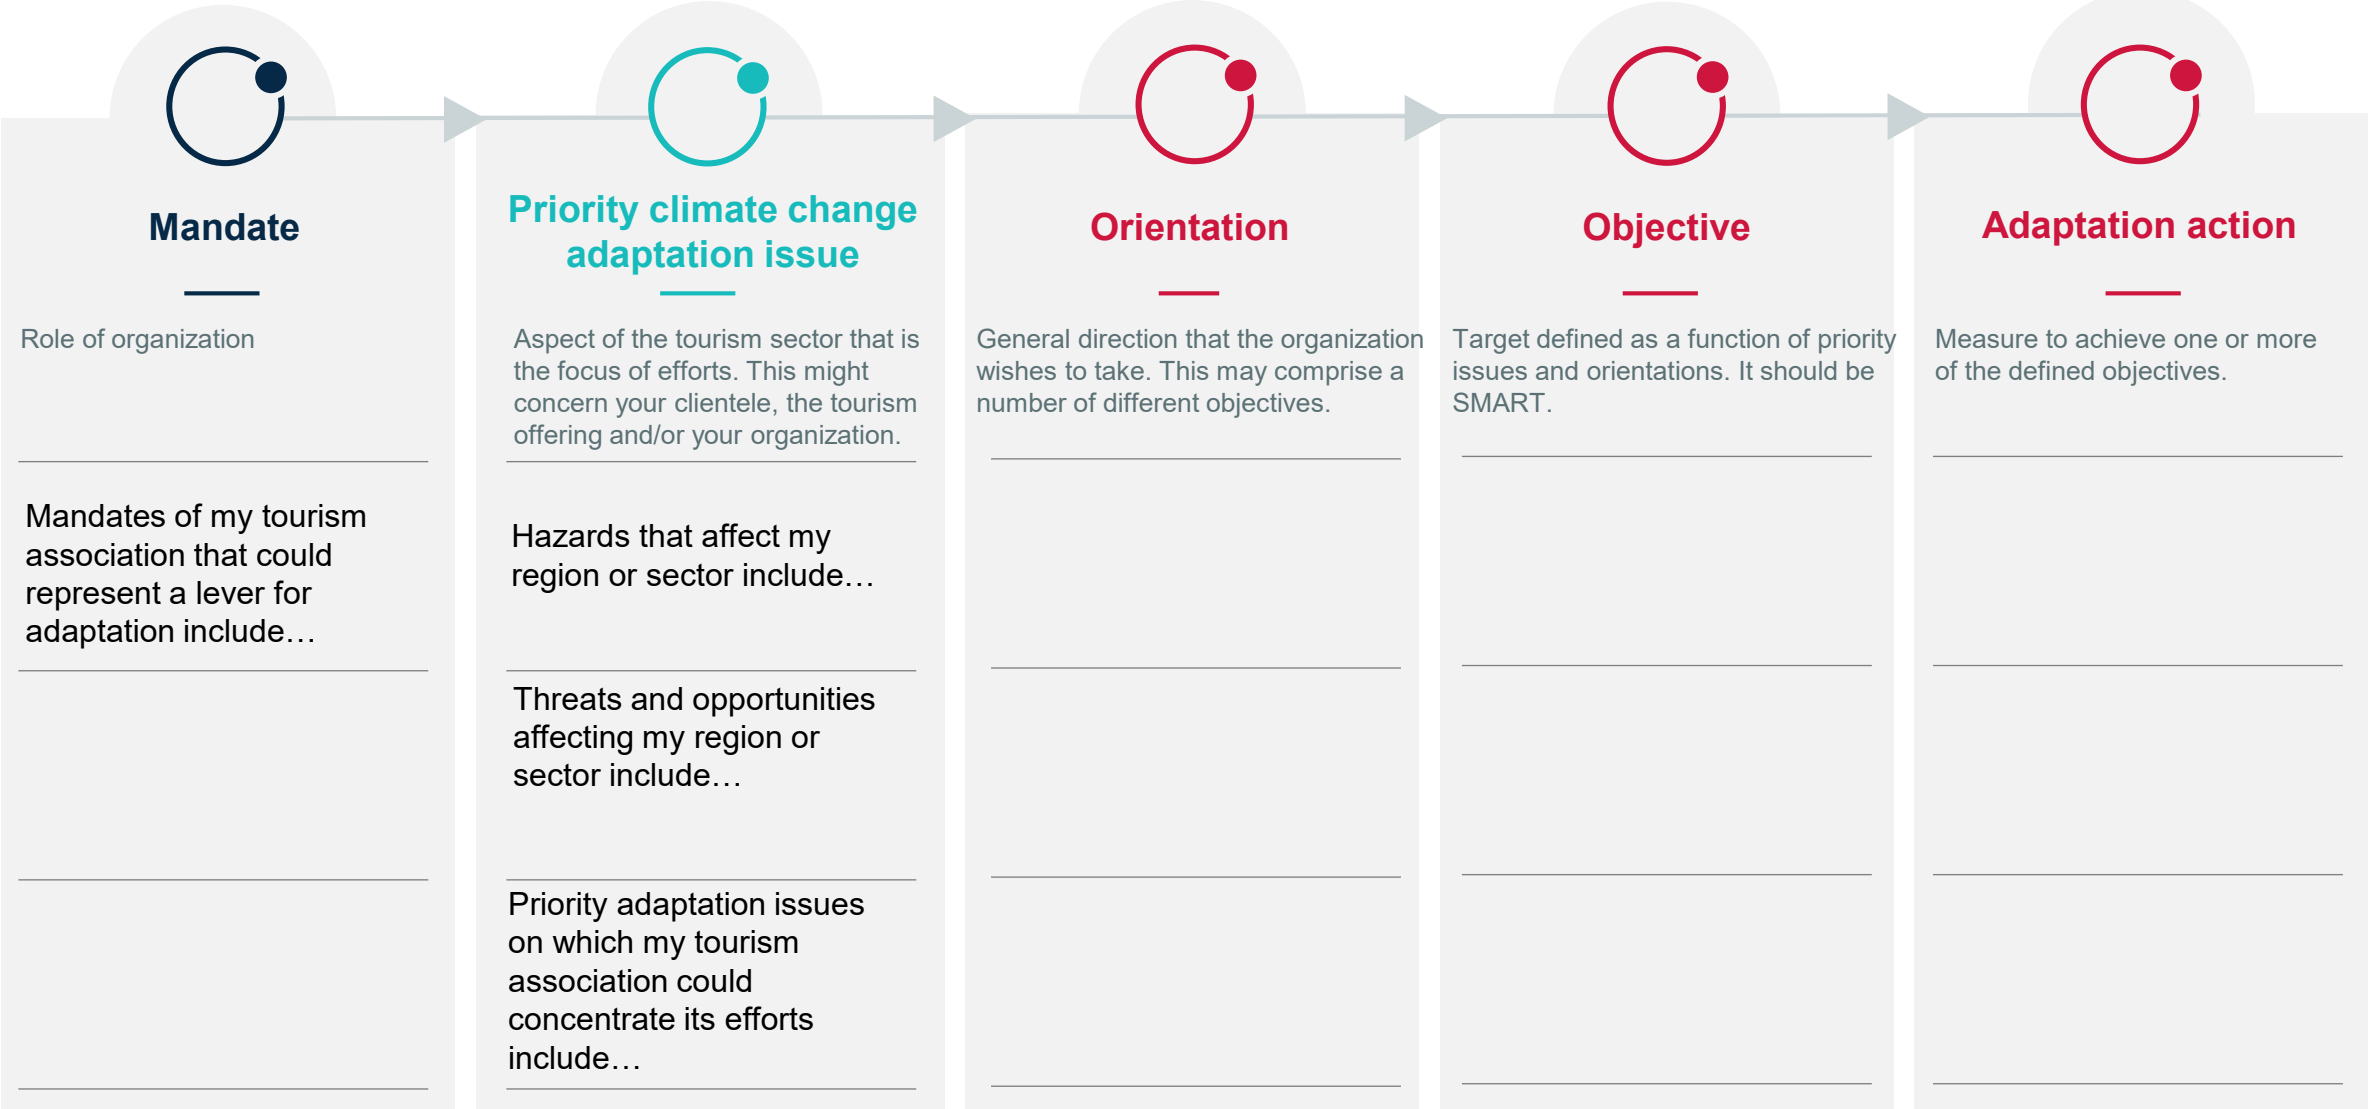 Mandate
Role of organization
Mandates of my tourism
association that could
represent a lever for
adaptation include…
Priority climate change
adaptation issue
Aspect of the tourism sector that is
the focus of efforts. This might
concern your clientele, the tourism
offering and/or your organization.
Hazards that affect my
region or sector include…
Threats and opportunities
affecting my region or
sector include…
Priority adaptation issues
on which my tourism
association could
concentrate its efforts
include…
Orientation
General direction that the organization
wishes to take. This may comprise a
number of different objectives.
Objective
Target defined as a function of priority
issues and orientations. It should be
SMART.
Adaptation action
Measure to achieve one or more
of the defined objectives.